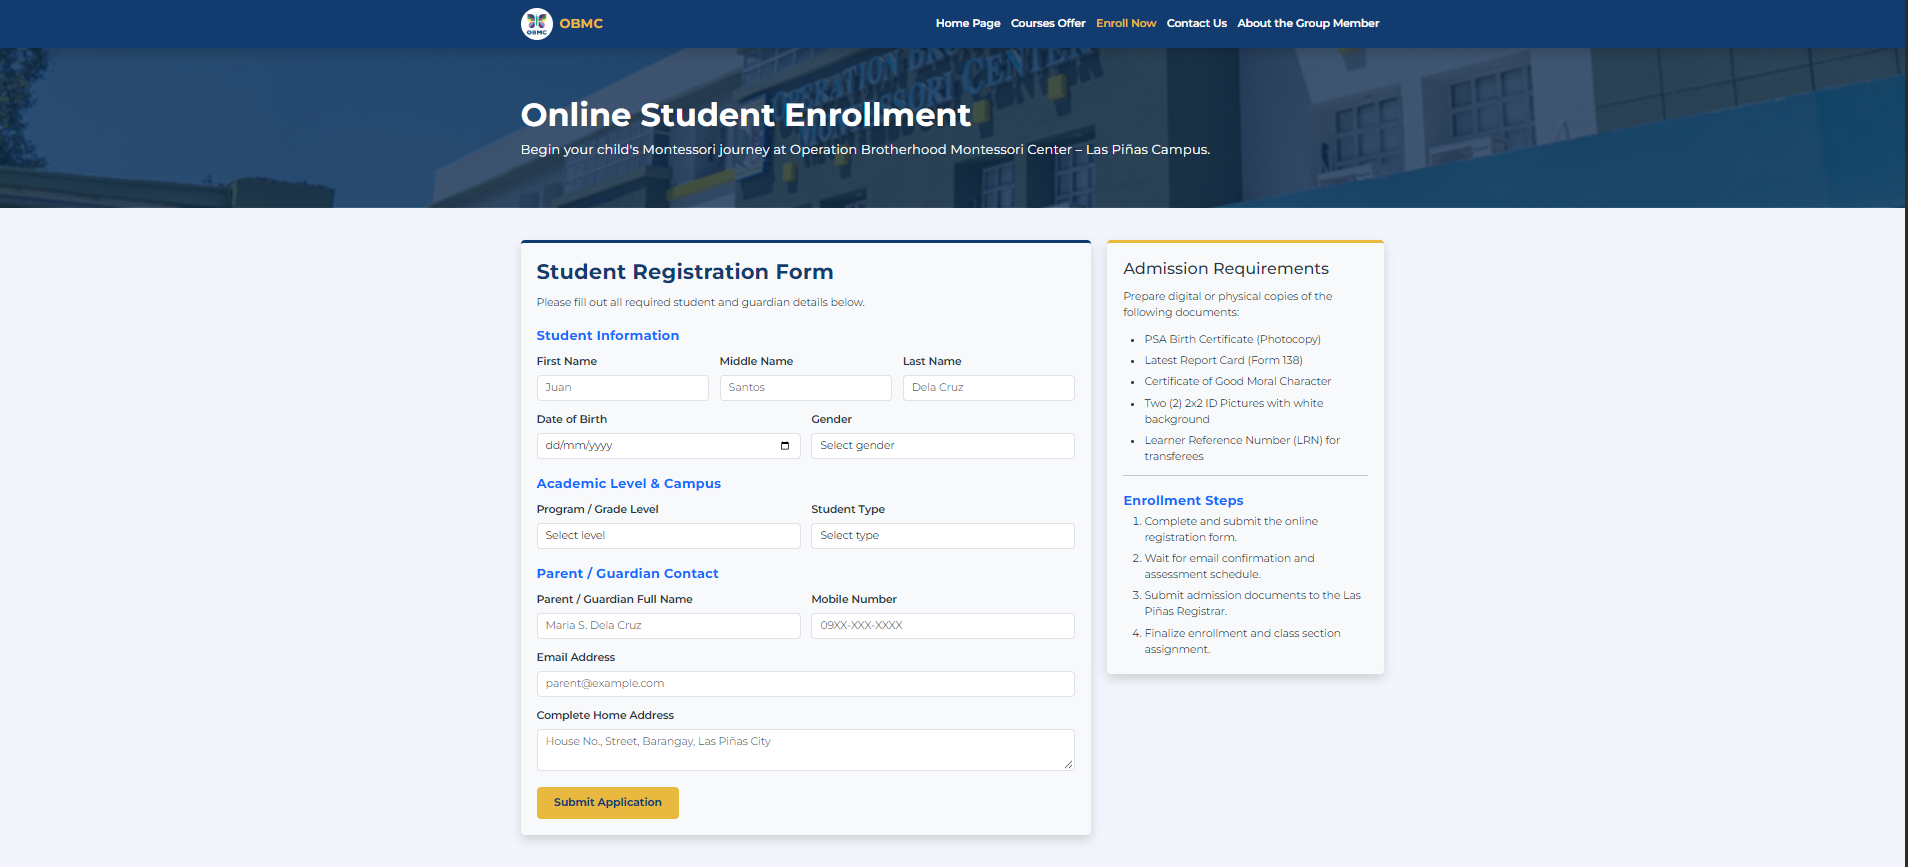 OBMC
OBMC
Home Page
Courses Offer
Enroll Now
Contact Us
About the Group Member
OPERATION BRO
MONTESSORI CENTER
Online Student Enrollment
Begin your child's Montessori journey at Operation Brotherhood Montessori Center – Las Piñas Campus.
Student Registration Form
Please fill out all required student and guardian details below.
Student Information
First Name
Middle Name
Last Name
Juan
Santos
Dela Cruz
Date of Birth
Gender
dd/mm/yyyy
Select gender
Academic Level & Campus
Program / Grade Level
Student Type
Select level
Select type
Parent / Guardian Contact
Parent / Guardian Full Name
Mobile Number
Maria S. Dela Cruz
09XX-XXX-XXXX
Email Address
parent@example.com
Complete Home Address
House No., Street, Barangay, Las Piñas City
Submit Application
Admission Requirements
Prepare digital or physical copies of the
following documents:
• PSA Birth Certificate (Photocopy)
• Latest Report Card (Form 138)
• Certificate of Good Moral Character
• Two (2) 2x2 ID Pictures with white
background
• Learner Reference Number (LRN) for
transferees
Enrollment Steps
1. Complete and submit the online
registration form.
2. Wait for email confirmation and
assessment schedule.
3. Submit admission documents to the Las
Piñas Registrar.
4. Finalize enrollment and class section
assignment.